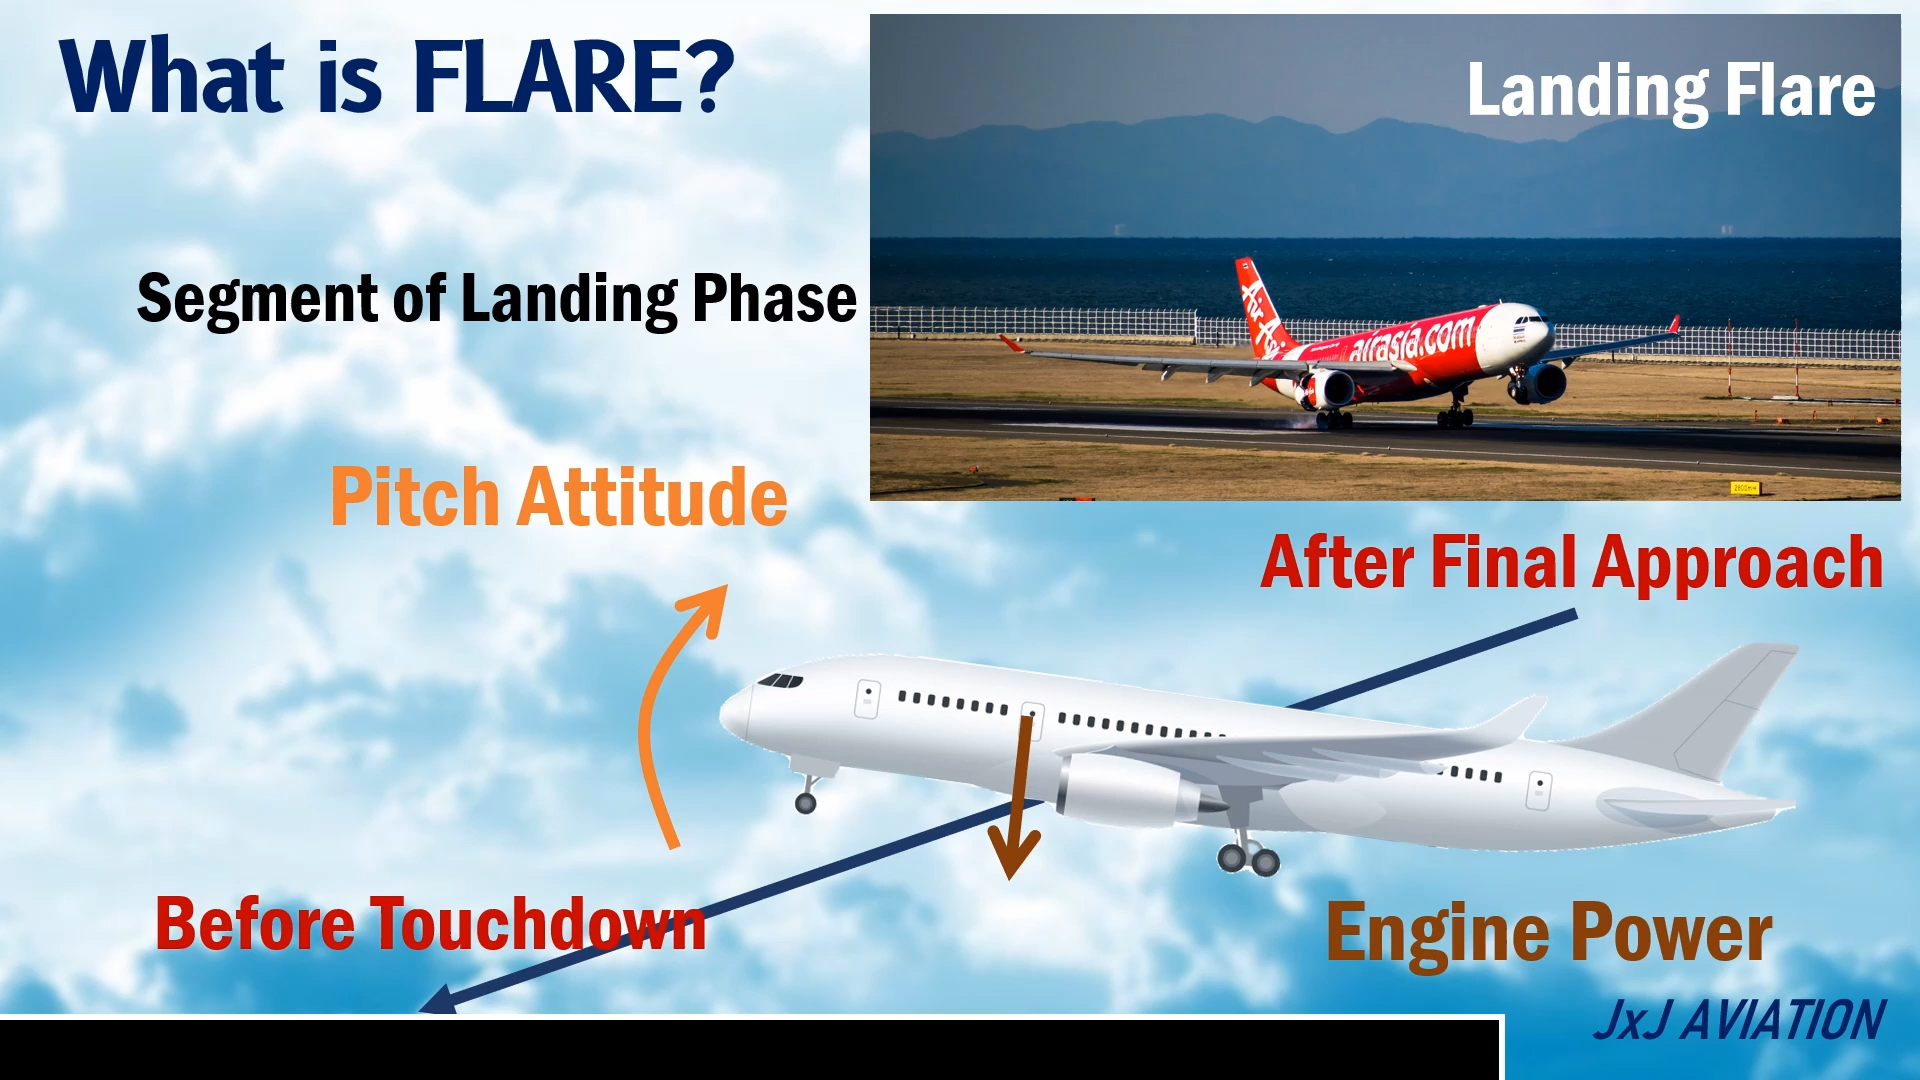 What is FLARE?
Landing Flare
Segment of Landing Phase
airasia.com
2800m
Pitch Attitude
After Final Approach
Before Touchdown
Engine Power
JxJ AVIATION